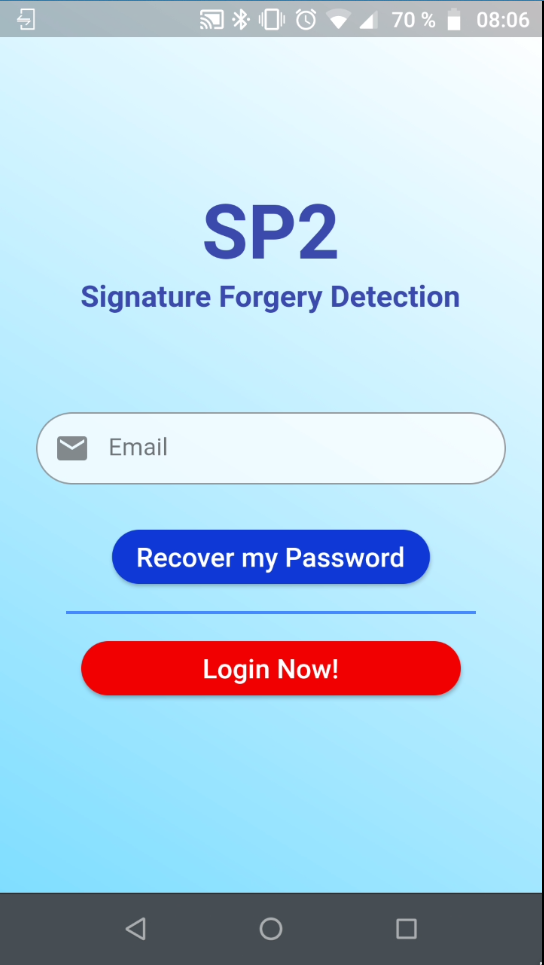 70 % 08:06
SP2
Signature Forgery Detection
Email
Recover my Password
Login Now!